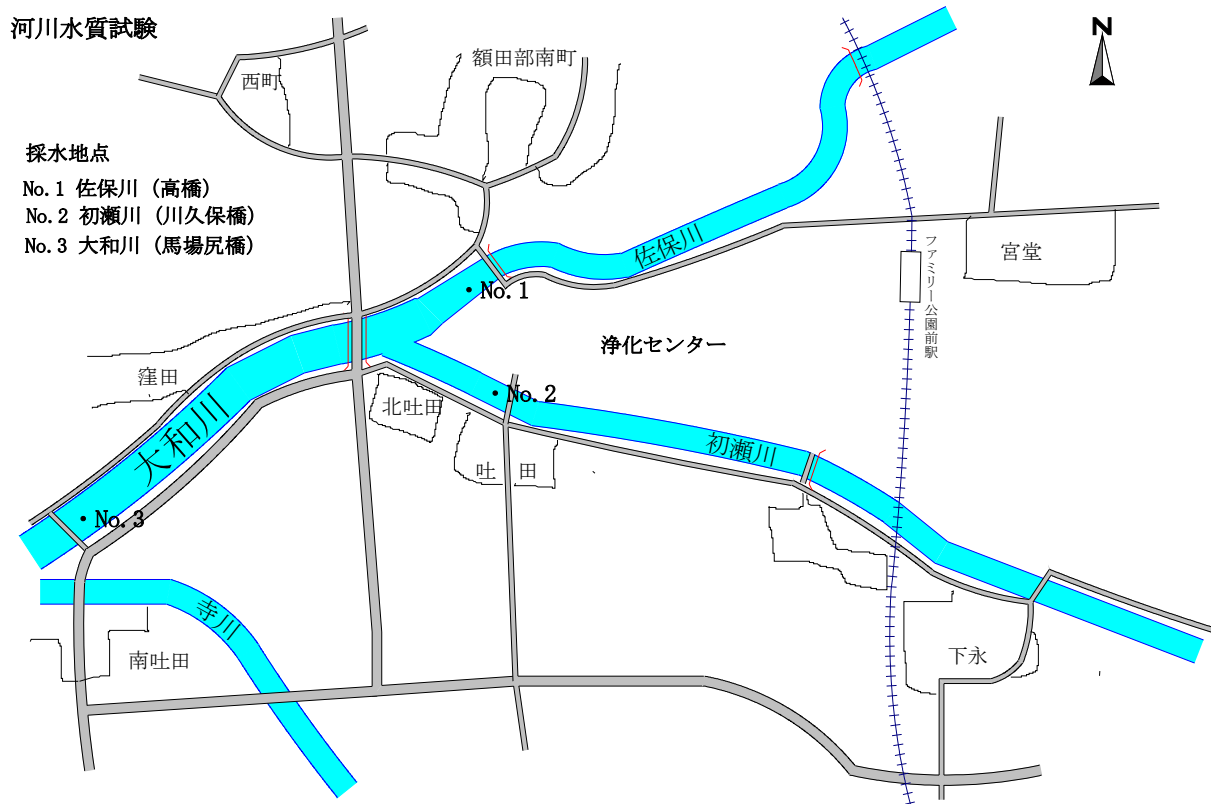 河川水質試験
N
額田部南町
西町
採水地点
No.1 佐保川（高橋）
No.2 初瀬川（川久保橋）
No.3 大和川（馬場尻橋）
佐保川
宮堂
ファミリー公園前駅
No.1
浄化センター
窪田
No.2
北吐田
大和川
初瀬川
吐　田
No.3
寺川
南吐田
下永